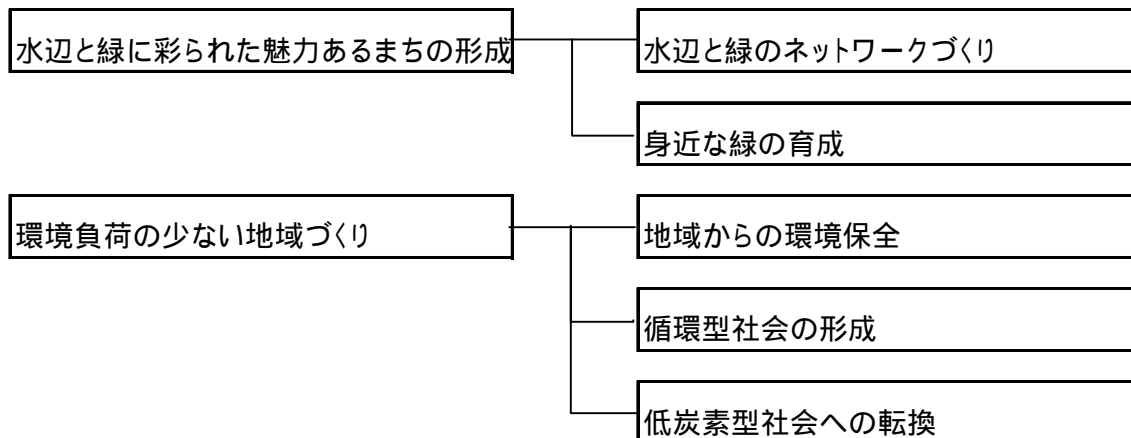 水辺と緑に彩られた魅力あるまちの形成
水辺と緑のネットワークづくり
身近な緑の育成
環境負荷の少ない地域づくり
地域からの環境保全
循環型社会の形成
低炭素型社会への転換